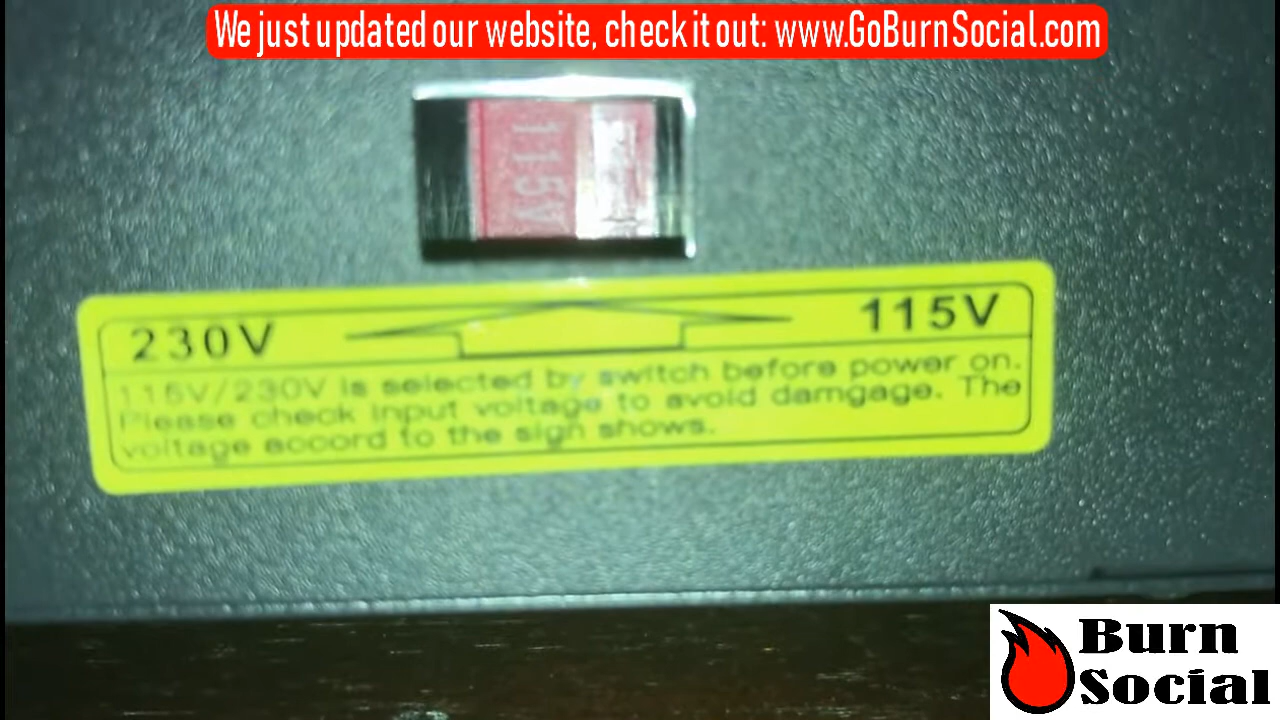 We just updated our website, check it out: www.GoBurnSocial.com
115V
230V
115V
115V/230V is selected by switch before power on.
Please check input voltage to avoid damgage. The
voltage accord to the sign shows.
Burn
Social